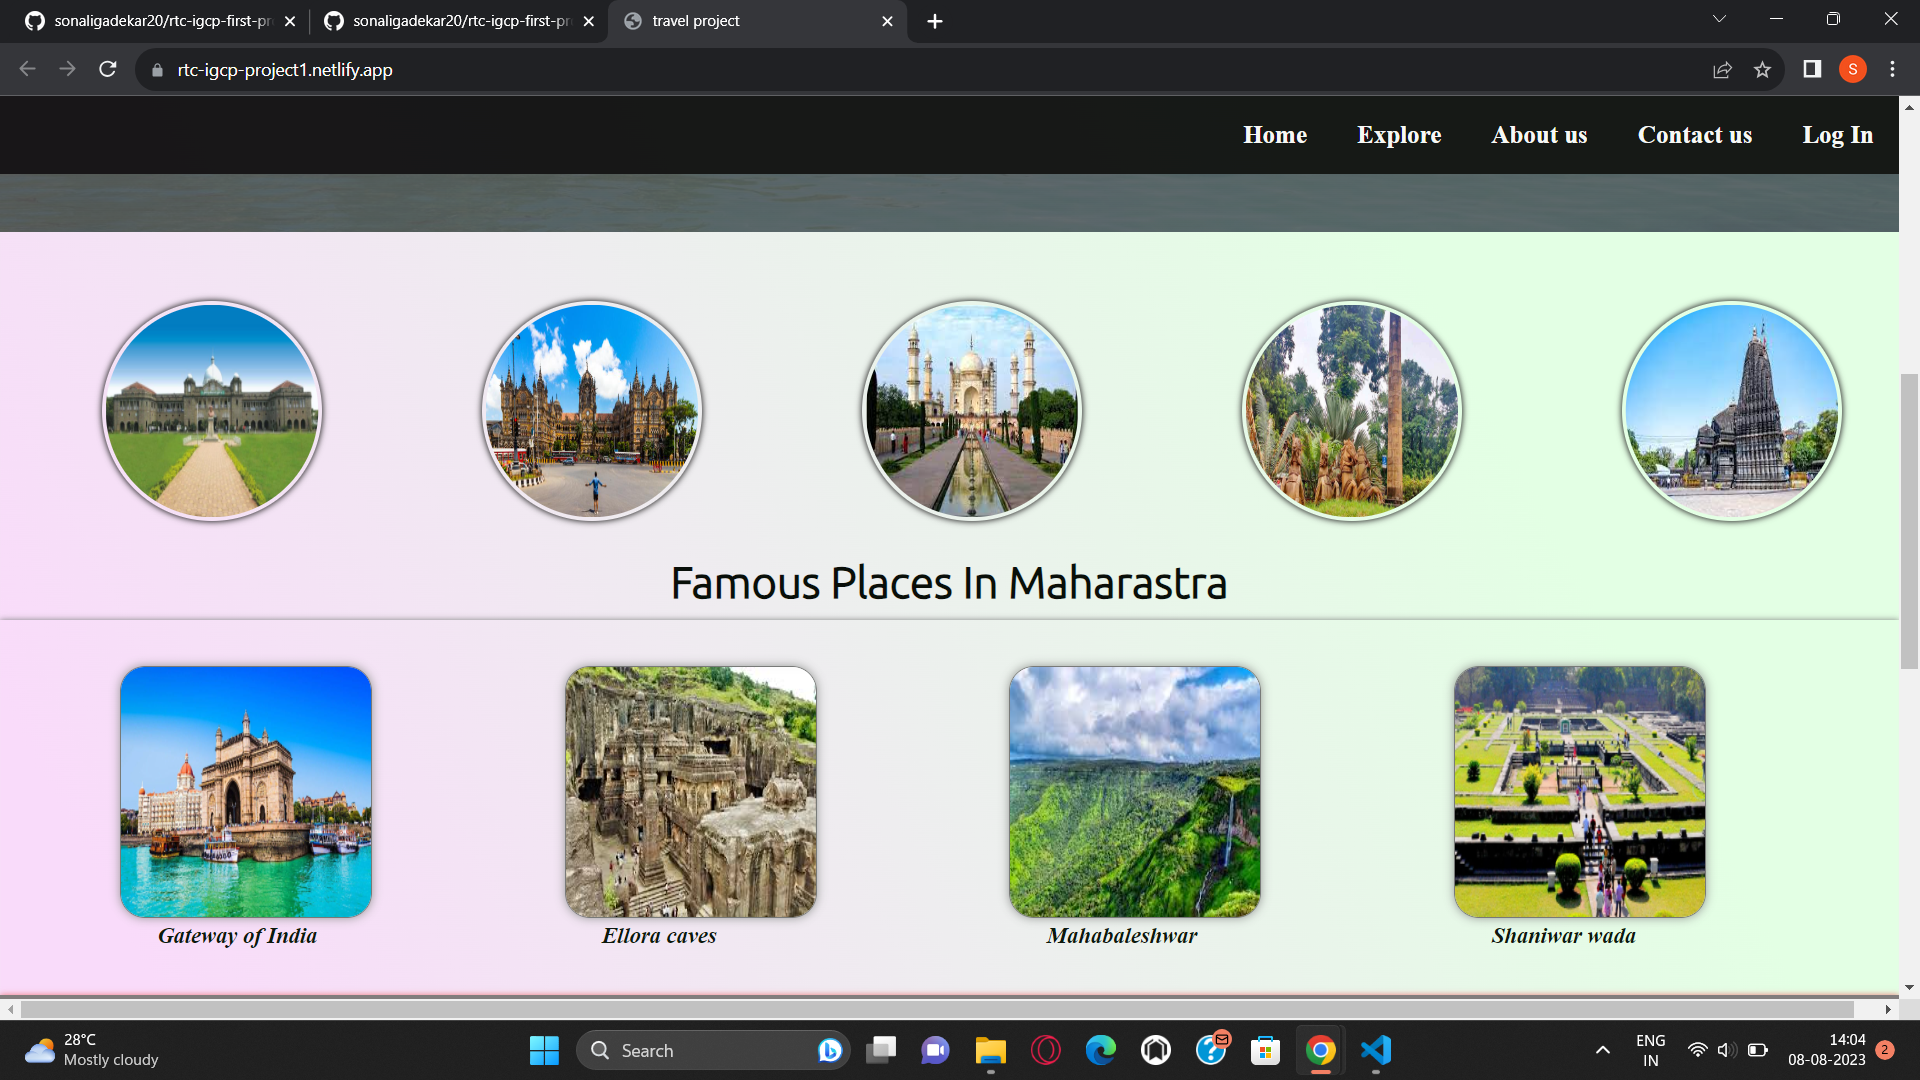 sonaligadekar20/rtc-igcp-first-pr
sonaligadekar20/rtc-igcp-first-pr
travel project
rtc-igcp-project1.netlify.app
S
Home Explore About us Contact us Log In
Famous Places In Maharastra
Gateway of India
Ellora caves
Mahabaleshwar
Shaniwar wada
28°C
Mostly cloudy
Search
ENG
IN
14:04
08-08-2023
2